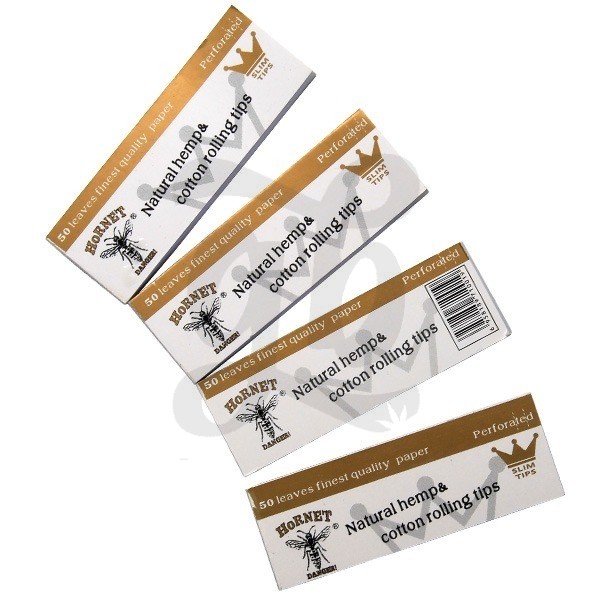 50 leaves finest quality paper Perforated
SLIM
TIPS
Natural hemp&
cotton rolling tips
HORNET®
DANGER!
50 leaves finest quality paper Perforated
SLIM
TIPS
Natural hemp&
cotton rolling tips
HORNET®
DANGER!
50 leaves finest quality paper Perforated
Natural hemp&
cotton rolling tips
HORNET®
DANGER!
50 leaves finest quality paper Perforated
SLIM
TIPS
Natural hemp&
cotton rolling tips
HORNET®
DANGER!